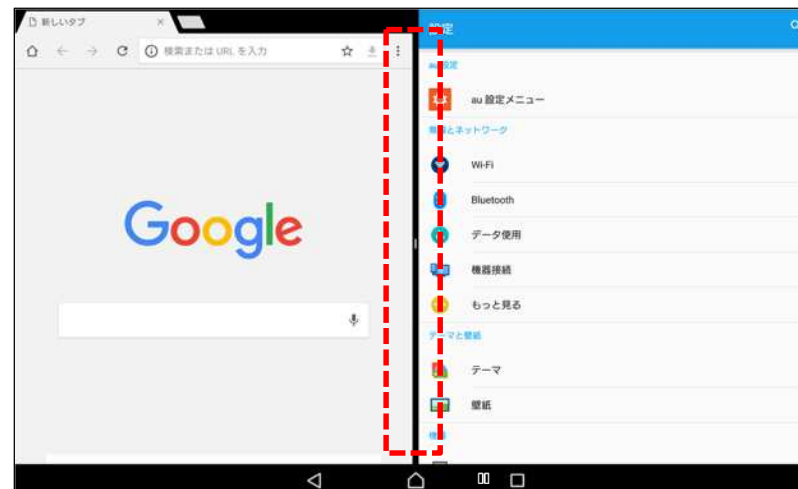 新しいタブ
検索または URL を入力
Google
設定
au 設定
au 設定メニュー
無線とネットワーク
Wi-Fi
Bluetooth
データ使用
機器接続
もっと見る
テーマと壁紙
テーマ
壁紙